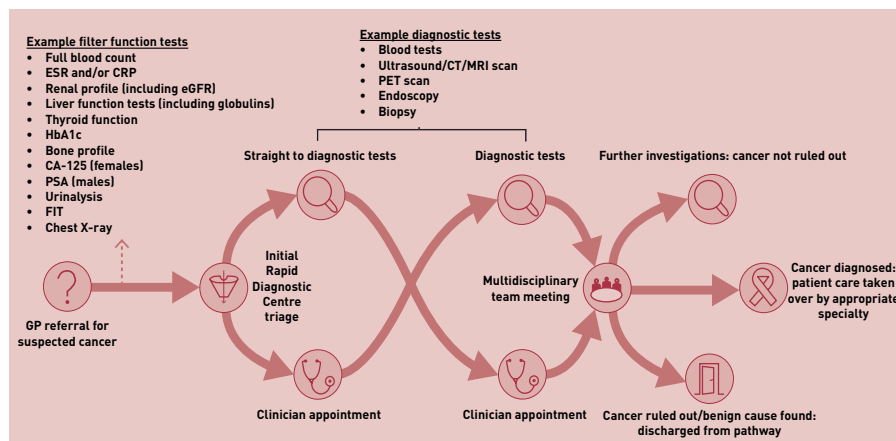 Example filter function tests
• Full blood count
• ESR and/or CRP
• Renal profile (including eGFR)
• Liver function tests (including globulins)
• Thyroid function
• HbA1c
• Bone profile
• CA-125 (females)
• PSA (males)
• Urinalysis
• FIT
• Chest X-ray
Example diagnostic tests
• Blood tests
• Ultrasound/CT/MRI scan
• PET scan
• Endoscopy
• Biopsy
Straight to diagnostic tests
Diagnostic tests
Further investigations: cancer not ruled out
?
GP referral for
suspected cancer
Initial
Rapid
Diagnostic
Centre
triage
Multidisciplinary
team meeting
Cancer diagnosed:
patient care taken
over by appropriate
specialty
Clinician appointment
Clinician appointment
Cancer ruled out/benign cause found:
discharged from pathway